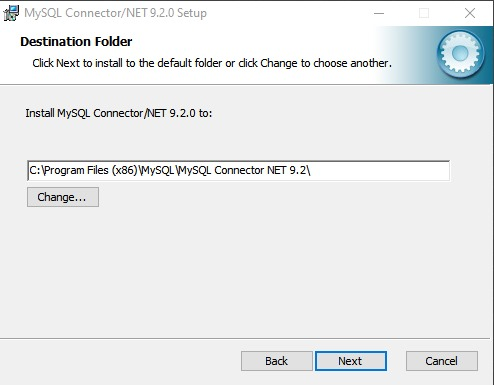 MySQL Connector/NET 9.2.0 Setup
Destination Folder
Click Next to install to the default folder or click Change to choose another.
Install MySQL Connector/NET 9.2.0 to:
C:\Program Files (x86)\MySQL\MySQL Connector NET 9.2\
Change...
Back Next Cancel